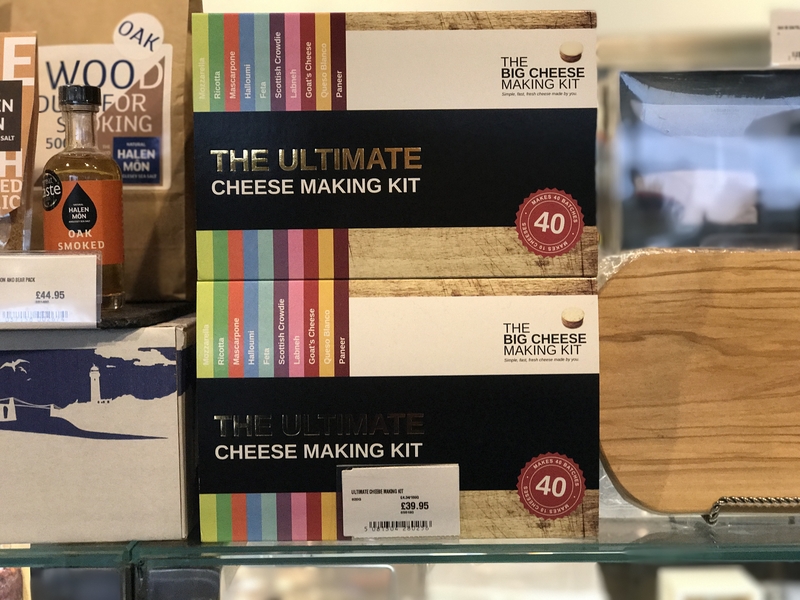 OAK
WOOD
FOR
SMOKING
NATURAL
HALEN
MÔN
HALEN
MÔN
OAK
SMOKED
£44.95
Mozzarella
Ricotta
Mascarpone
Halloumi
Feta
Scottish Crowdie
Labneh
Goat's Cheese
Queso Blanco
Paneer
THE
BIG CHEESE
MAKING KIT
Simple, fast, fresh cheese made by you.
THE ULTIMATE
CHEESE MAKING KIT
MAKES 40 BATCHES
40
Mozzarella
Ricotta
Mascarpone
Halloumi
Feta
Scottish Crowdie
Labneh
Goat's Cheese
Queso Blanco
Paneer
THE
BIG CHEESE
MAKING KIT
Simple, fast, fresh cheese made by you.
THE ULTIMATE
CHEESE MAKING KIT
MAKES 40 BATCHES
40
ULTIMATE CHEESE MAKING KIT
£39.95